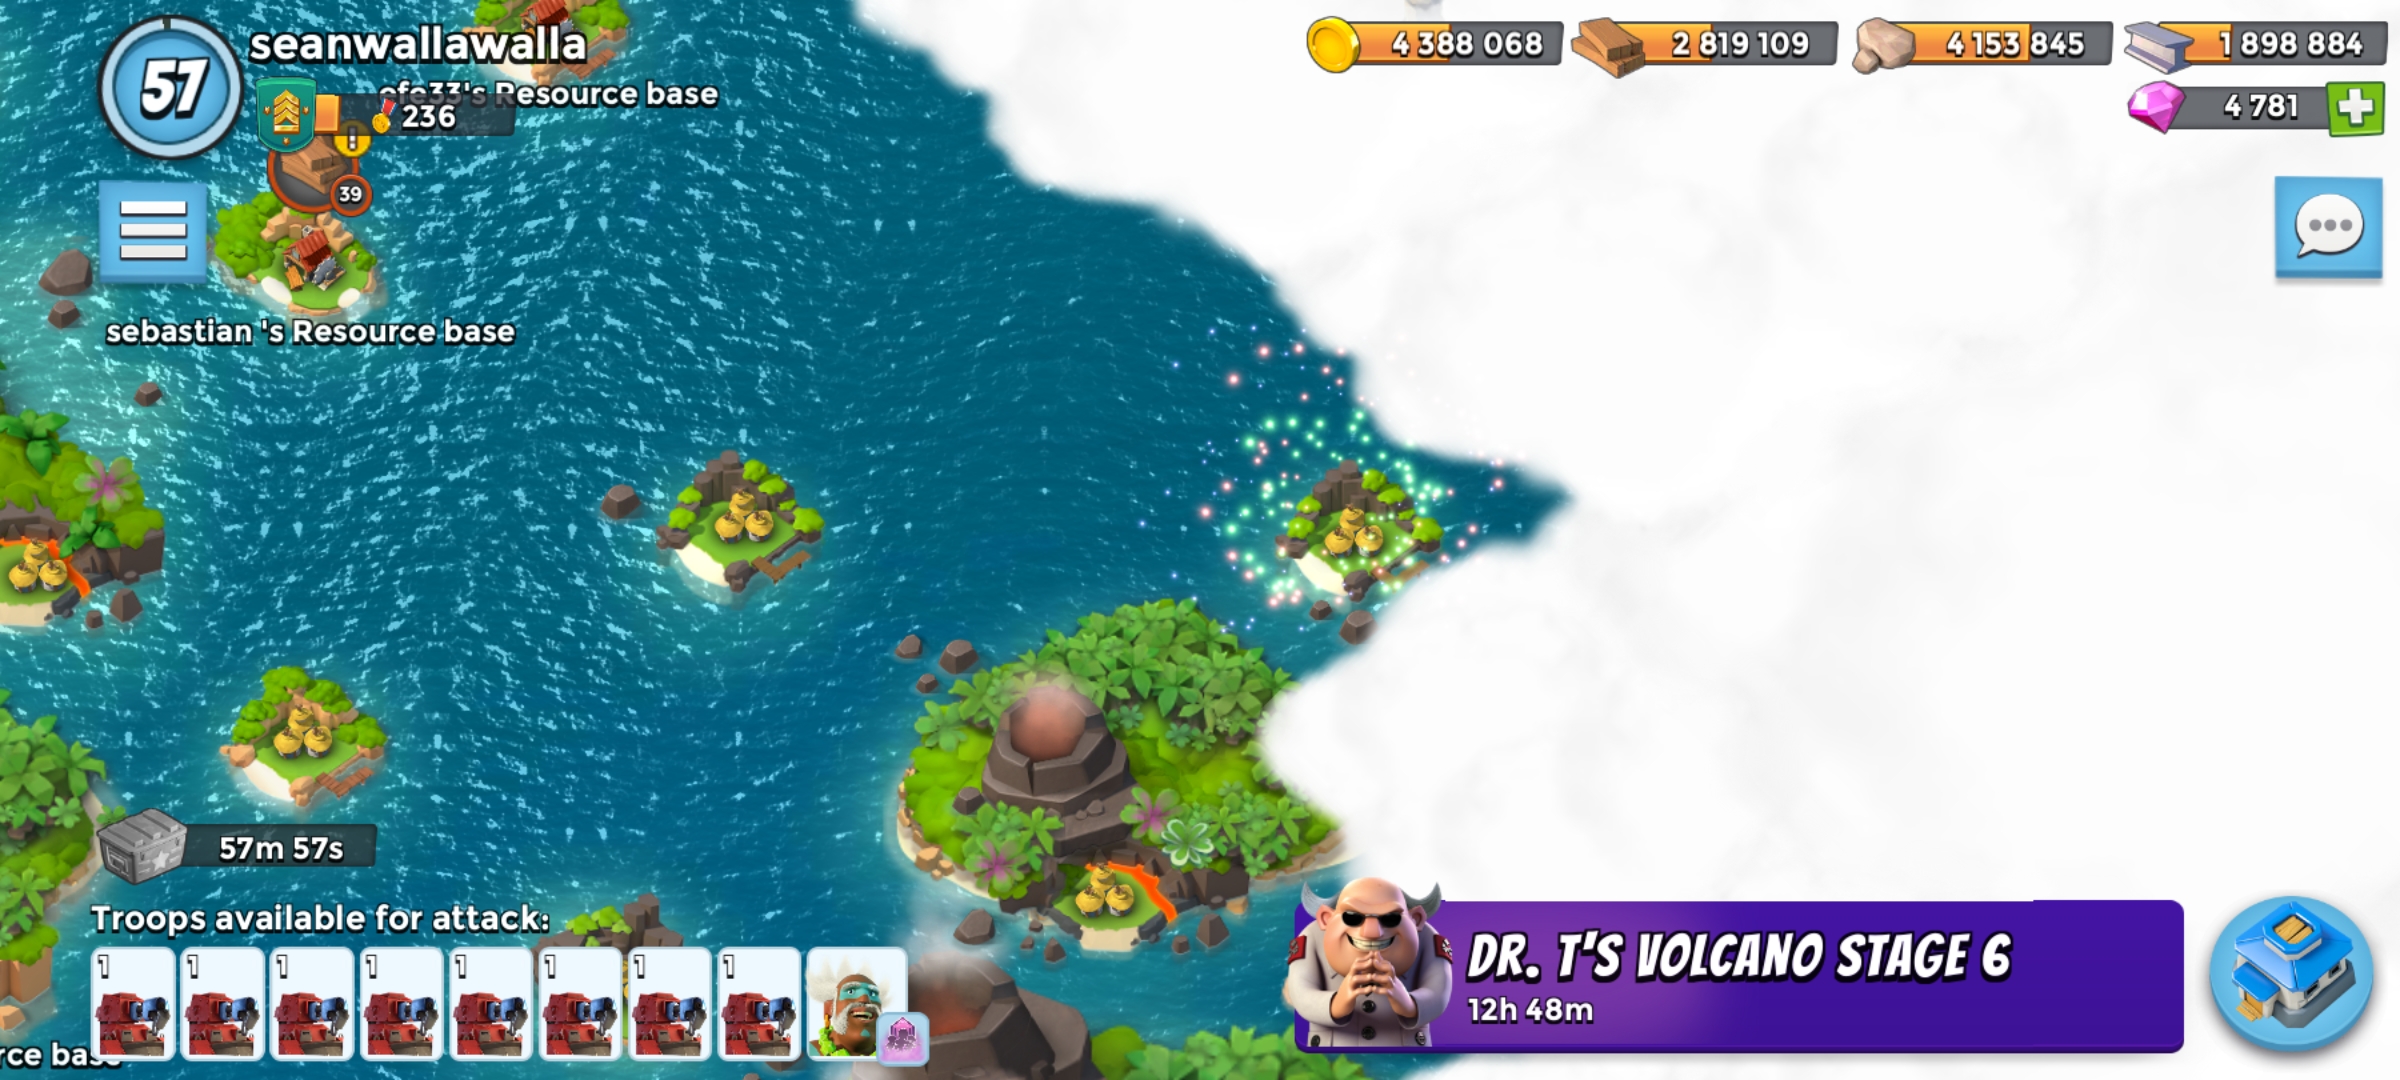 57
seanwallawalla
4 388 068
2 819 109
4 153 845
1 898 884
efe33's Resource base
236
4 781
!
39
sebastian 's Resource base
57m 57s
Troops available for attack:
1 1 1 1 1 1 1 1
DR. T'S VOLCANO STAGE 6
12h 48m